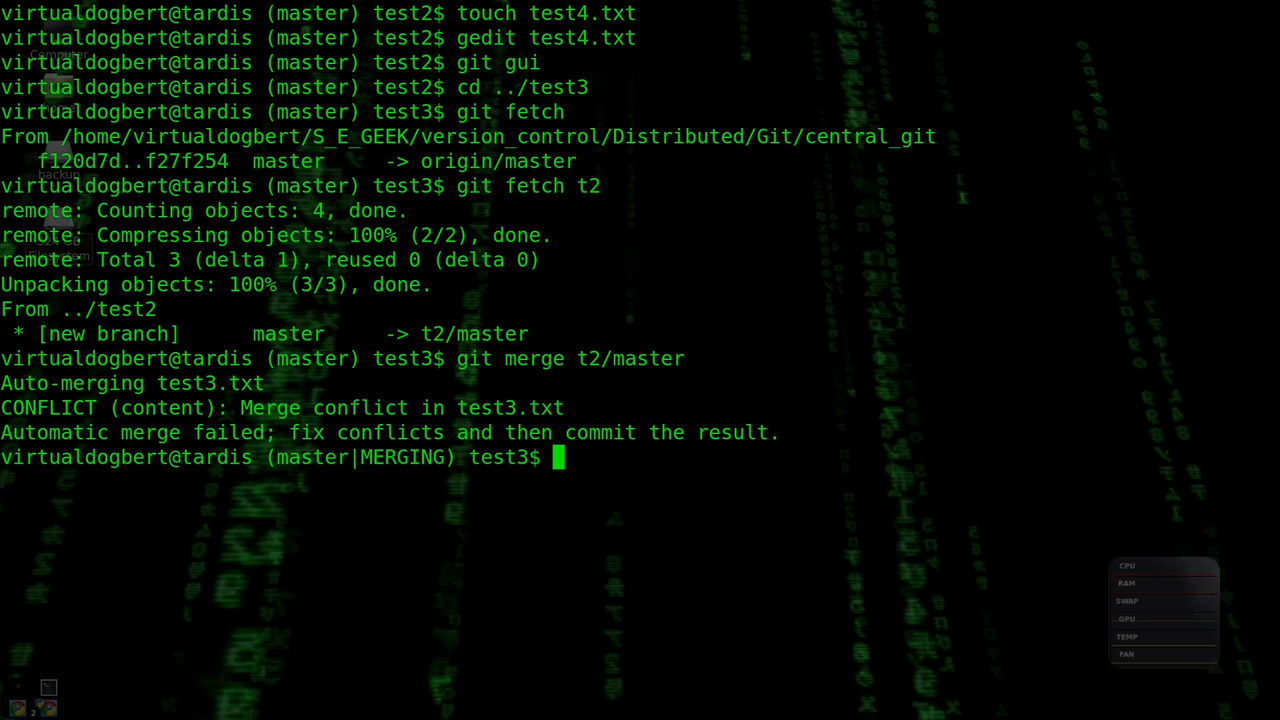 virtualdogbert@tardis (master) test2$ touch test4.txt
virtualdogbert@tardis (master) test2$ gedit test4.txt
virtualdogbert@tardis (master) test2$ git gui
virtualdogbert@tardis (master) test2$ cd ../test3
virtualdogbert@tardis (master) test3$ git fetch
From /home/virtualdogbert/S_E_GEEK/version_control/Distributed/Git/central_git
   f120d7d..f27f254  master     -> origin/master
virtualdogbert@tardis (master) test3$ git fetch t2
remote: Counting objects: 4, done.
remote: Compressing objects: 100% (2/2), done.
remote: Total 3 (delta 1), reused 0 (delta 0)
Unpacking objects: 100% (3/3), done.
From ../test2
 * [new branch]      master     -> t2/master
virtualdogbert@tardis (master) test3$ git merge t2/master
Auto-merging test3.txt
CONFLICT (content): Merge conflict in test3.txt
Automatic merge failed; fix conflicts and then commit the result.
virtualdogbert@tardis (master|MERGING) test3$
Computer
backup
CPU
RAM
SWAP
GPU
TEMP
FAN
2